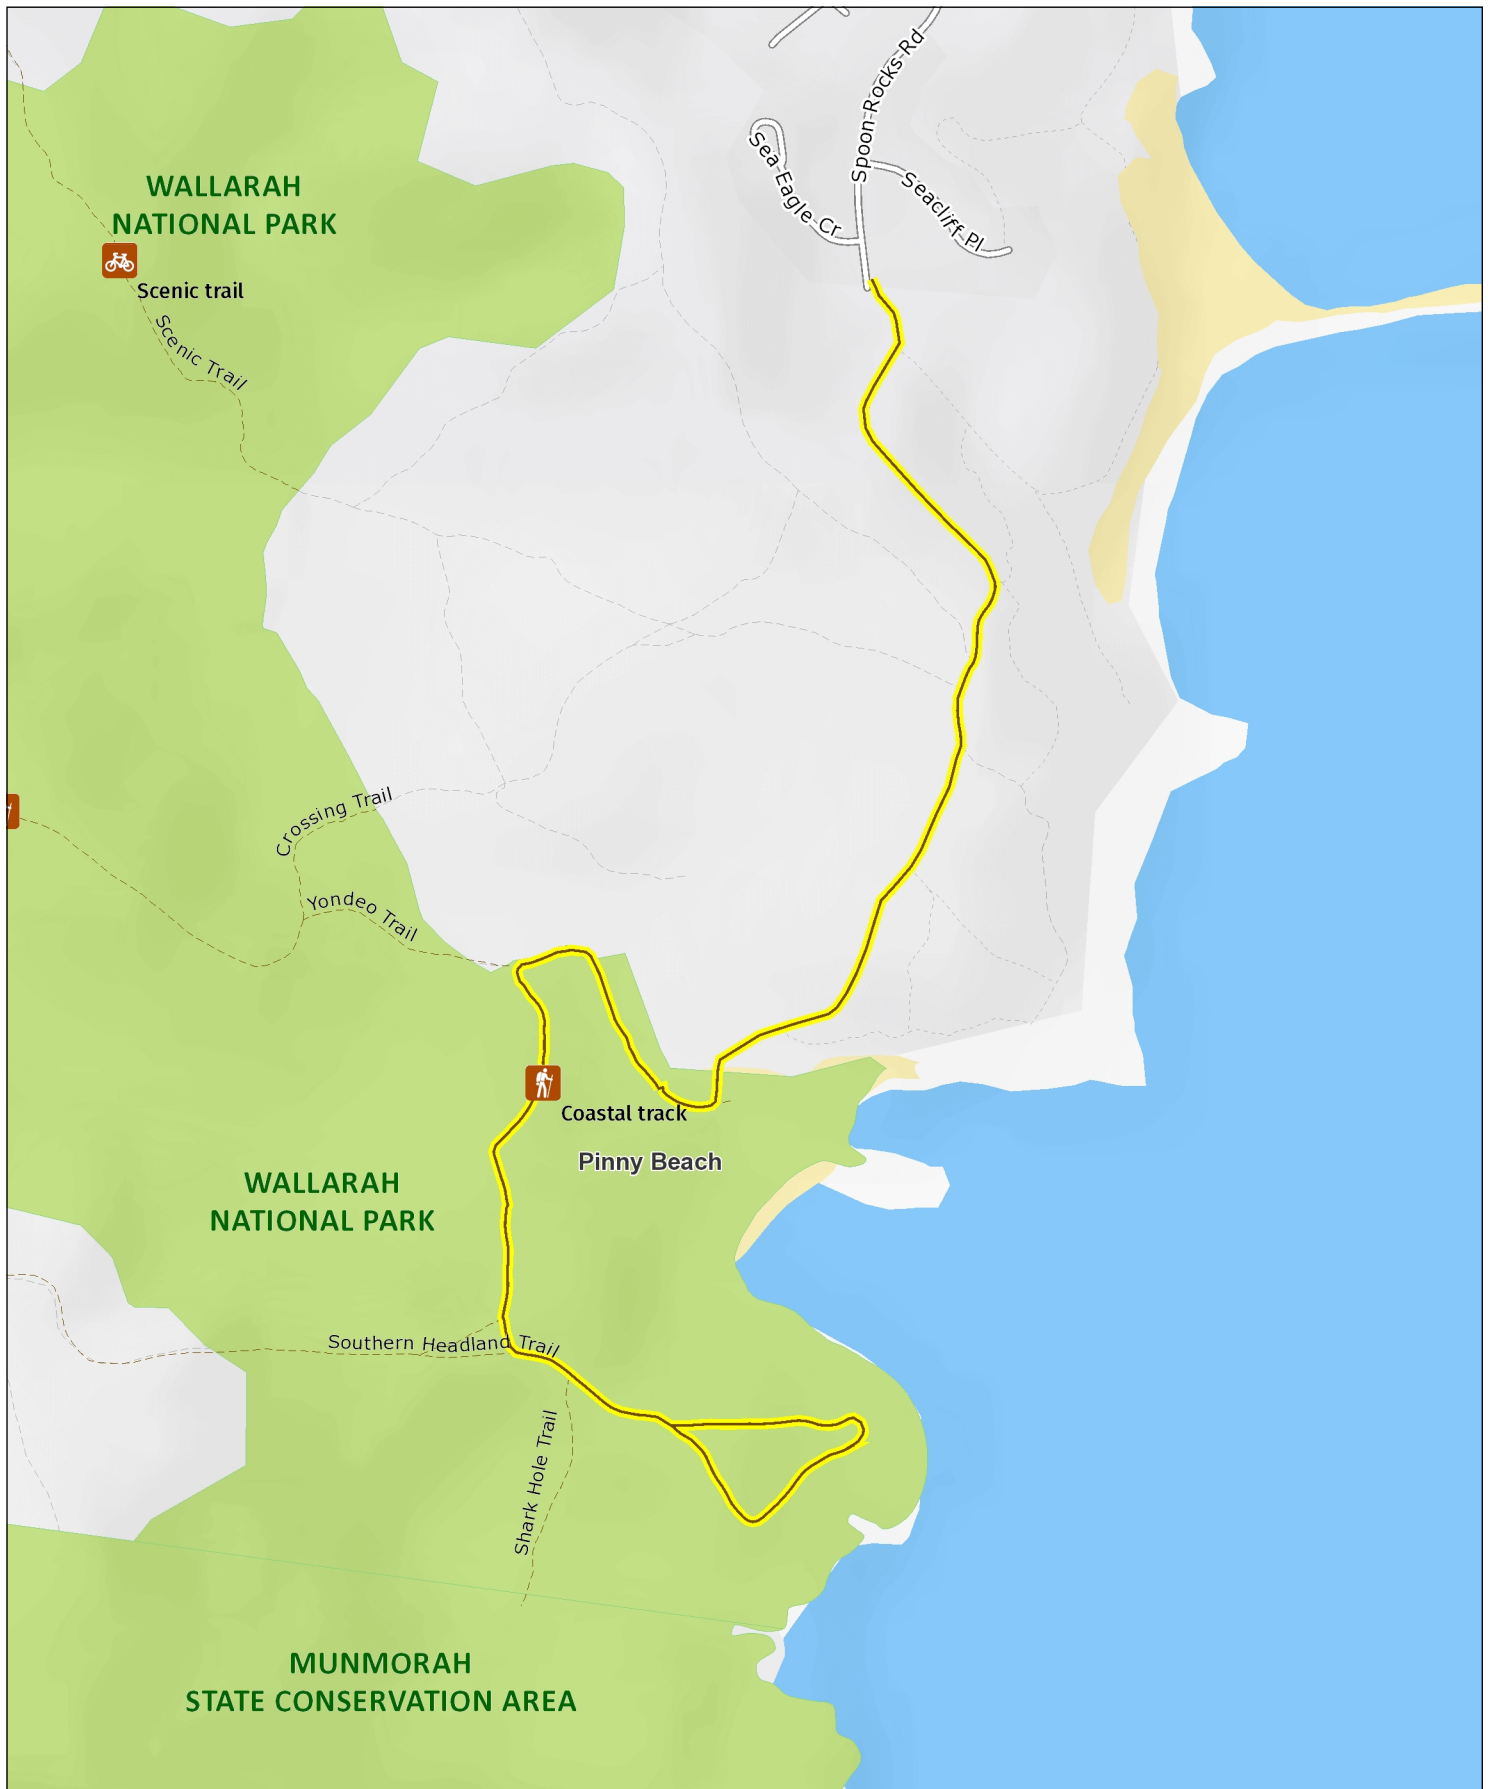 Spoon-Rocks-Rd
Sea-Eagle-Cr
Seacliff-Pl
WALLARAH
NATIONAL PARK
Scenic trail
Scenic Trail
Crossing Trail
Yondeo Trail
Coastal track
Pinny Beach
WALLARAH
NATIONAL PARK
Southern Headland Trail
Shark Hole Trail
MUNMORAH
STATE CONSERVATION AREA